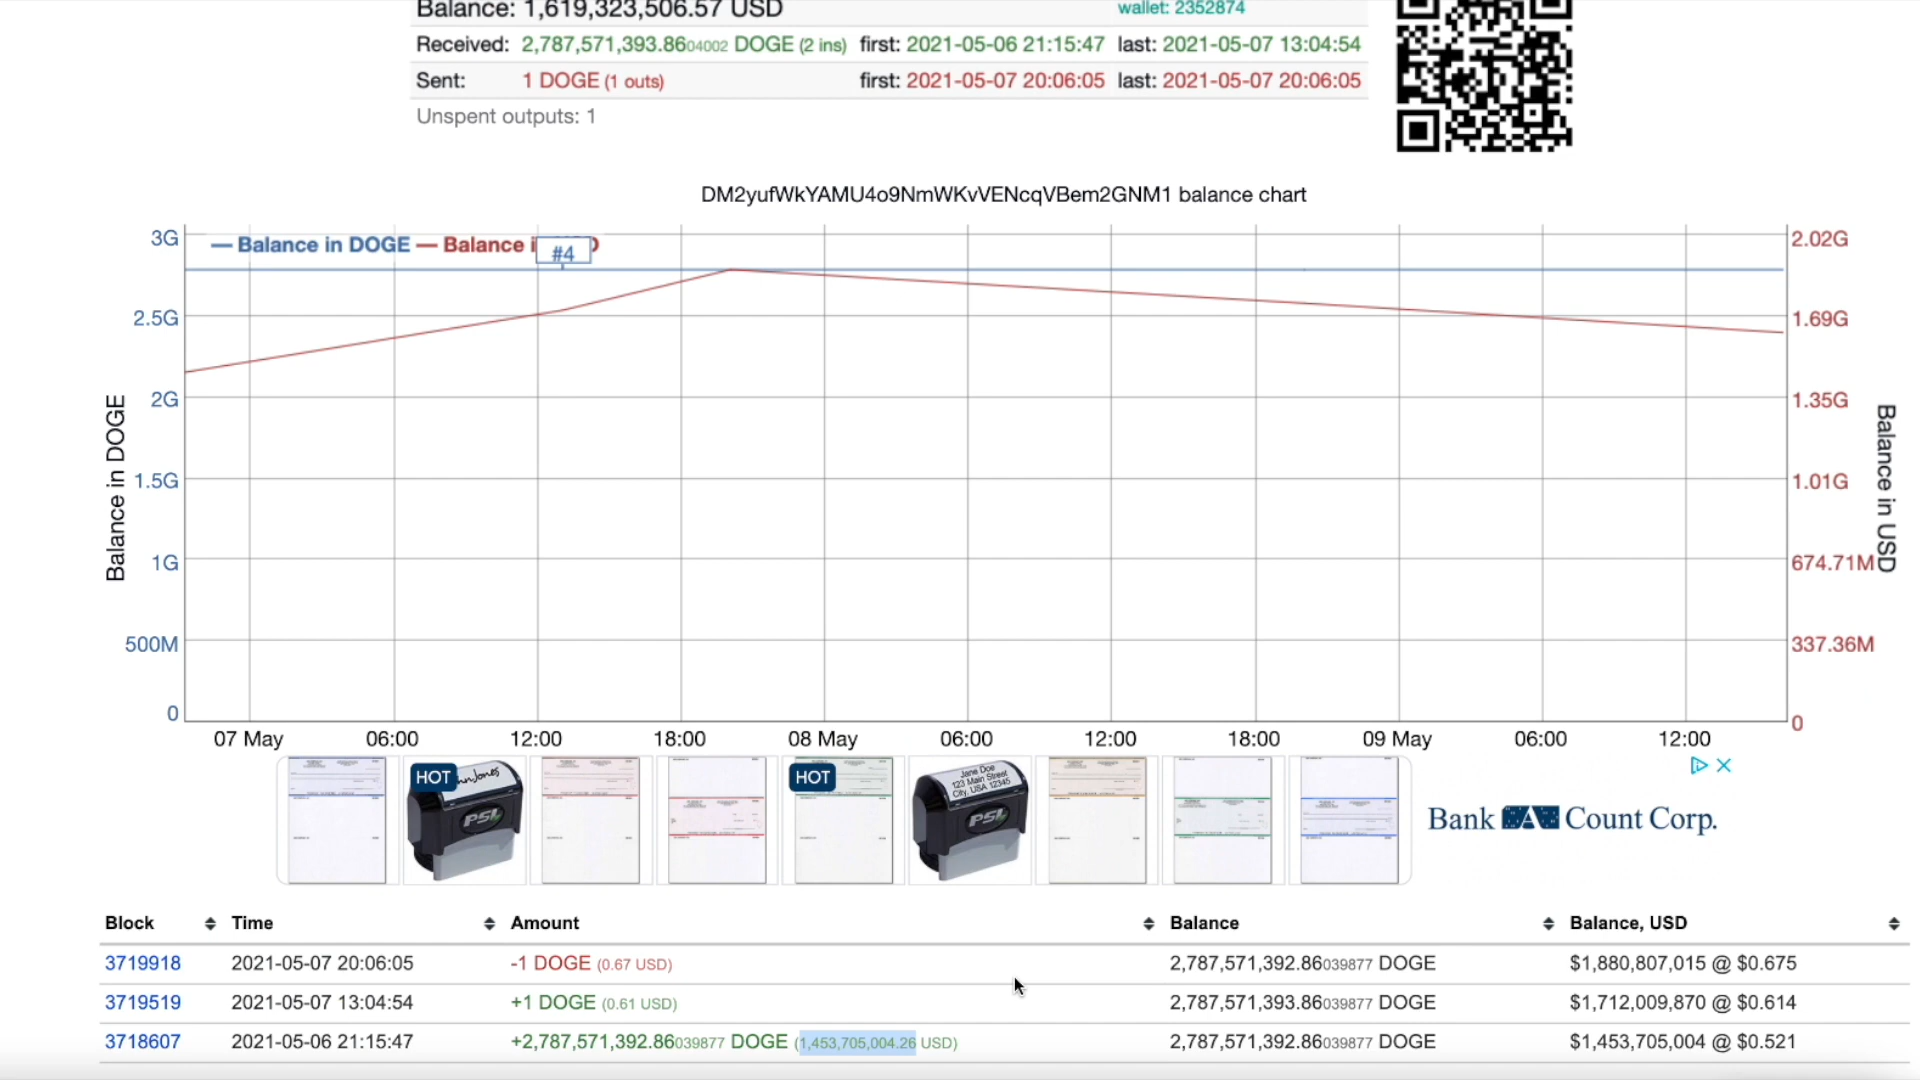 Balance: 1,619,323,506.57 USD wallet: 2352874
Received: 2,787,571,393.8604002 DOGE (2 ins) first: 2021-05-06 21:15:47 last: 2021-05-07 13:04:54
Sent: 1 DOGE (1 outs) first: 2021-05-07 20:06:05 last: 2021-05-07 20:06:05
Unspent outputs: 1
DM2yufWkYAMU4o9NmWKvVENcqVBem2GNM1 balance chart
Balance in DOGE Balance i D
#4
3G
2.5G
2G
1.5G
1G
500M
0
Balance in DOGE
2.02G
1.69G
1.35G
1.01G
674.71M
337.36M
0
Balance in USD
07 May 06:00 12:00 18:00 08 May 06:00 12:00 18:00 09 May 06:00 12:00
HOT
John Jones
PSI
HOT
Jane Doe
123 Main Street
City, USA 12345
PSI
Bank A Count Corp.
Block Time Amount Balance Balance, USD
3719918 2021-05-07 20:06:05 -1 DOGE (0.67 USD) 2,787,571,392.86039877 DOGE $1,880,807,015 @ $0.675
3719519 2021-05-07 13:04:54 +1 DOGE (0.61 USD) 2,787,571,393.86039877 DOGE $1,712,009,870 @ $0.614
3718607 2021-05-06 21:15:47 +2,787,571,392.86039877 DOGE (1,453,705,004.26 USD) 2,787,571,392.86039877 DOGE $1,453,705,004 @ $0.521